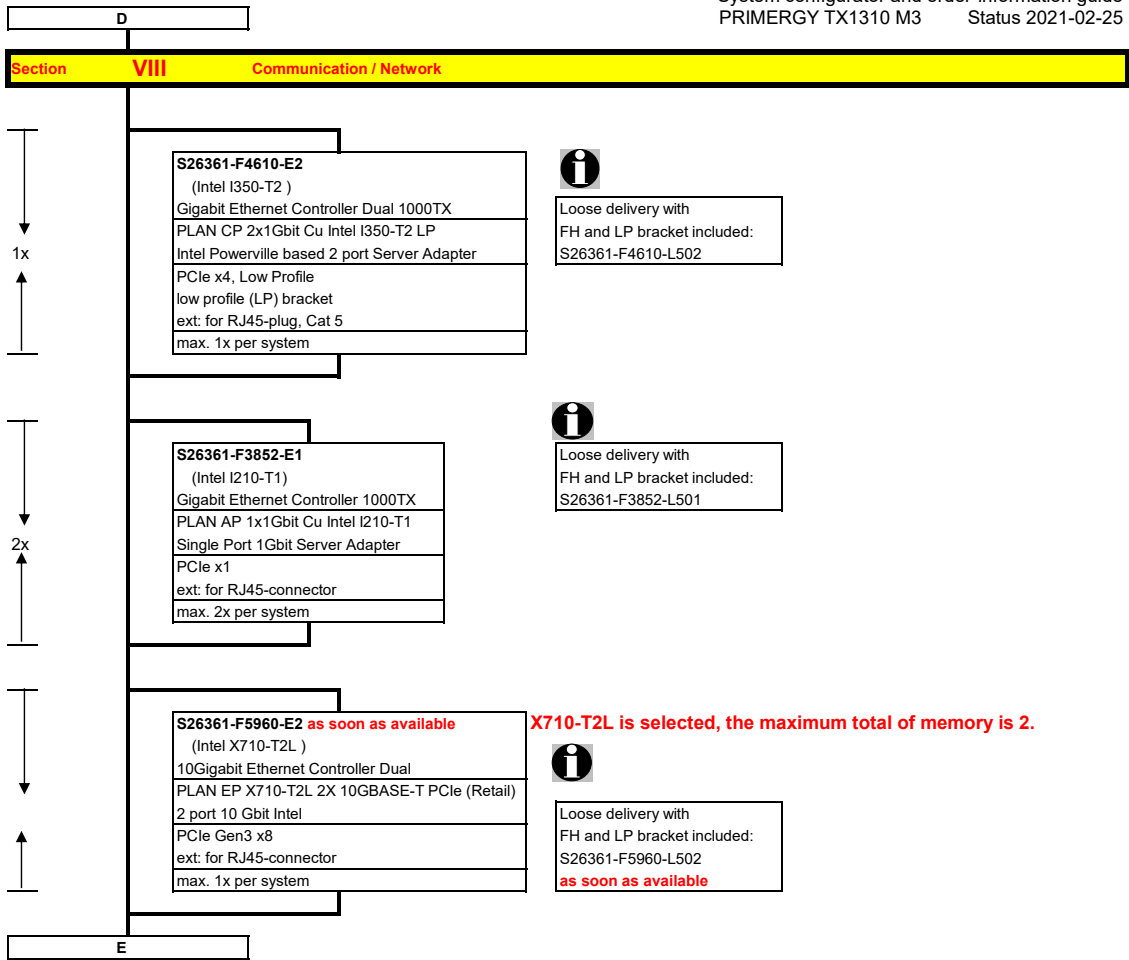 System configurator and order-information guide
PRIMERGY TX1310 M3 Status 2021-02-25
D
Section VIII Communication / Network
1x
S26361-F4610-E2
(Intel I350-T2 )
Gigabit Ethernet Controller Dual 1000TX
PLAN CP 2x1Gbit Cu Intel I350-T2 LP
Intel Powerville based 2 port Server Adapter
PCIe x4, Low Profile
low profile (LP) bracket
ext: for RJ45-plug, Cat 5
max. 1x per system
Loose delivery with
FH and LP bracket included:
S26361-F4610-L502
2x
S26361-F3852-E1
(Intel I210-T1)
Gigabit Ethernet Controller 1000TX
PLAN AP 1x1Gbit Cu Intel I210-T1
Single Port 1Gbit Server Adapter
PCIe x1
ext: for RJ45-connector
max. 2x per system
Loose delivery with
FH and LP bracket included:
S26361-F3852-L501
S26361-F5960-E2 as soon as available
(Intel X710-T2L )
10Gigabit Ethernet Controller Dual
PLAN EP X710-T2L 2X 10GBASE-T PCIe (Retail)
2 port 10 Gbit Intel
PCIe Gen3 x8
ext: for RJ45-connector
max. 1x per system
X710-T2L is selected, the maximum total of memory is 2.
Loose delivery with
FH and LP bracket included:
S26361-F5960-L502
as soon as available
E